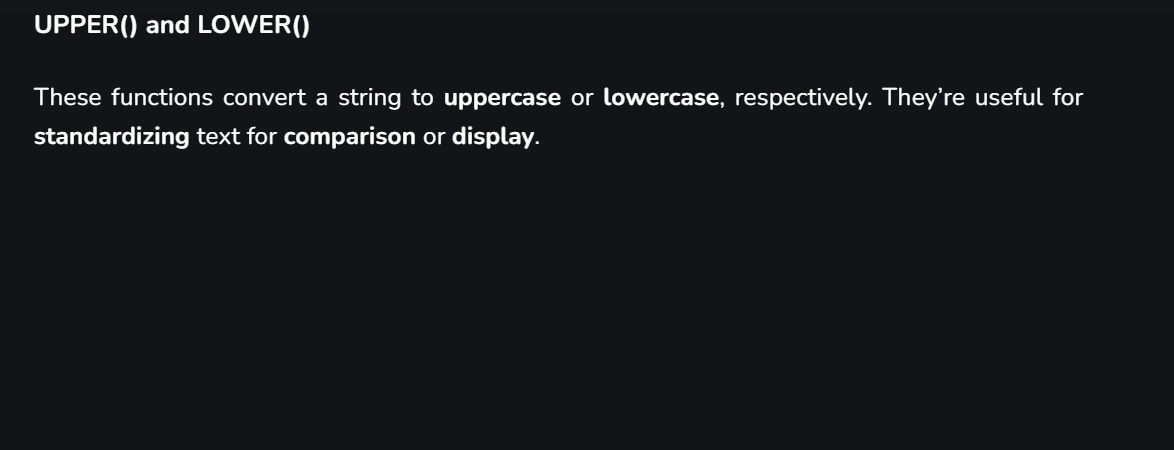 UPPER() and LOWER()
These functions convert a string to uppercase or lowercase, respectively. They’re useful for
standardizing text for comparison or display.